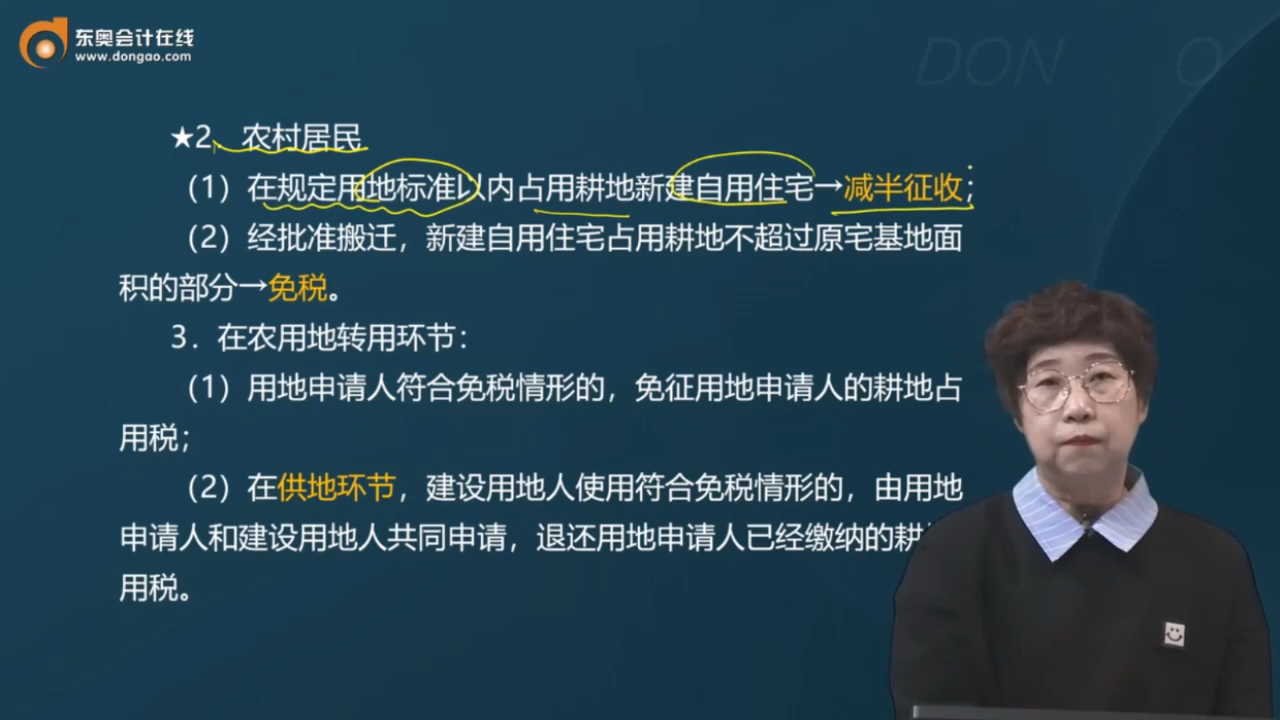 东奥会计在线
www.dongao.com
DON O
★2、农村居民
（1）在规定用地标准以内占用耕地新建自用住宅→减半征收；
（2）经批准搬迁，新建自用住宅占用耕地不超过原宅基地面
积的部分→免税。
3．在农用地转用环节：
（1）用地申请人符合免税情形的，免征用地申请人的耕地占
用税；
（2）在供地环节，建设用地人使用符合免税情形的，由用地
申请人和建设用地人共同申请，退还用地申请人已经缴纳的耕
用税。